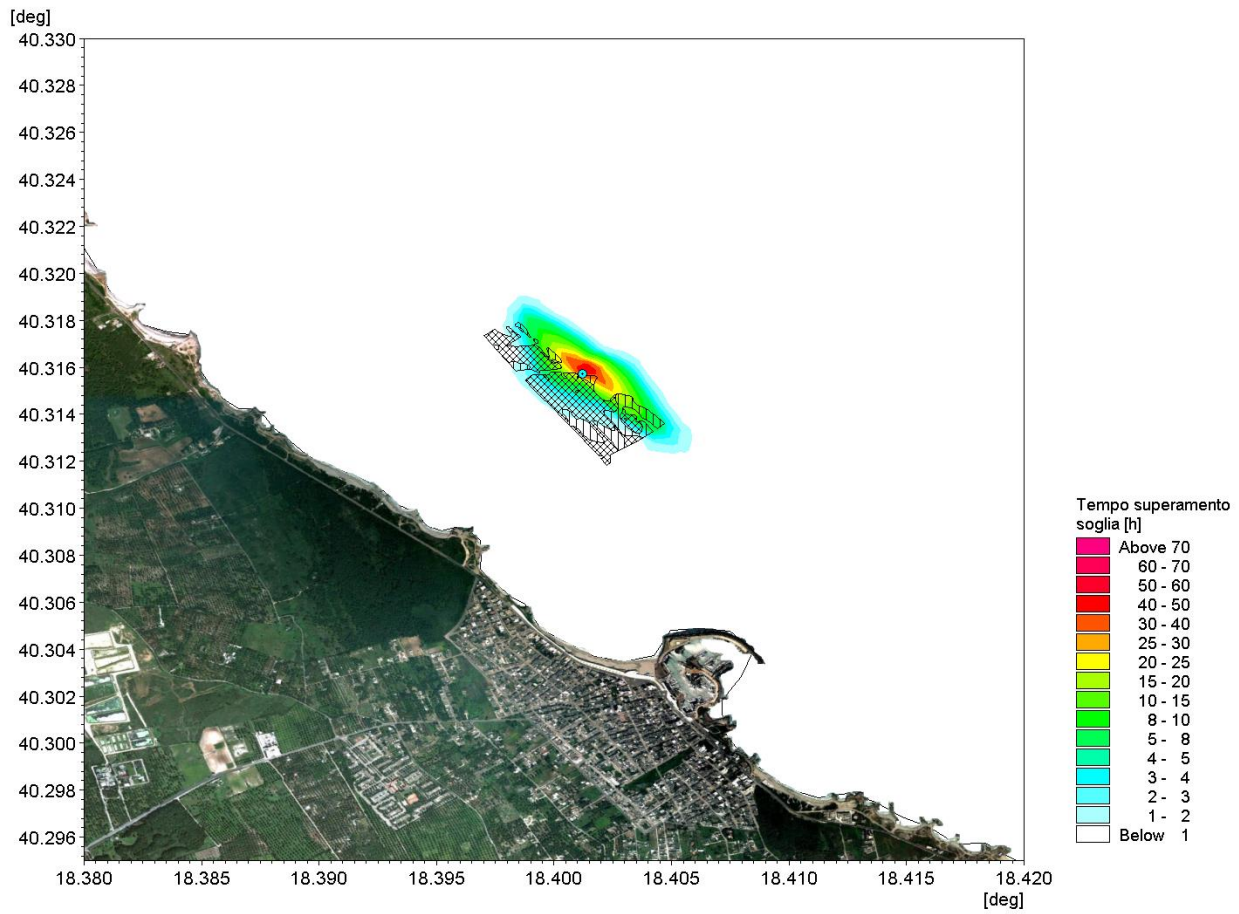 [deg]
40.330
40.328
40.326
40.324
40.322
40.320
40.318
40.316
40.314
40.312
40.310
40.308
40.306
40.304
40.302
40.300
40.298
40.296
18.380 18.385 18.390 18.395 18.400 18.405 18.410 18.415 18.420
[deg]
Tempo superamento
soglia [h]
Above 70
60 - 70
50 - 60
40 - 50
30 - 40
25 - 30
20 - 25
15 - 20
10 - 15
8 - 10
5 - 8
4 - 5
3 - 4
2 - 3
1 - 2
Below 1